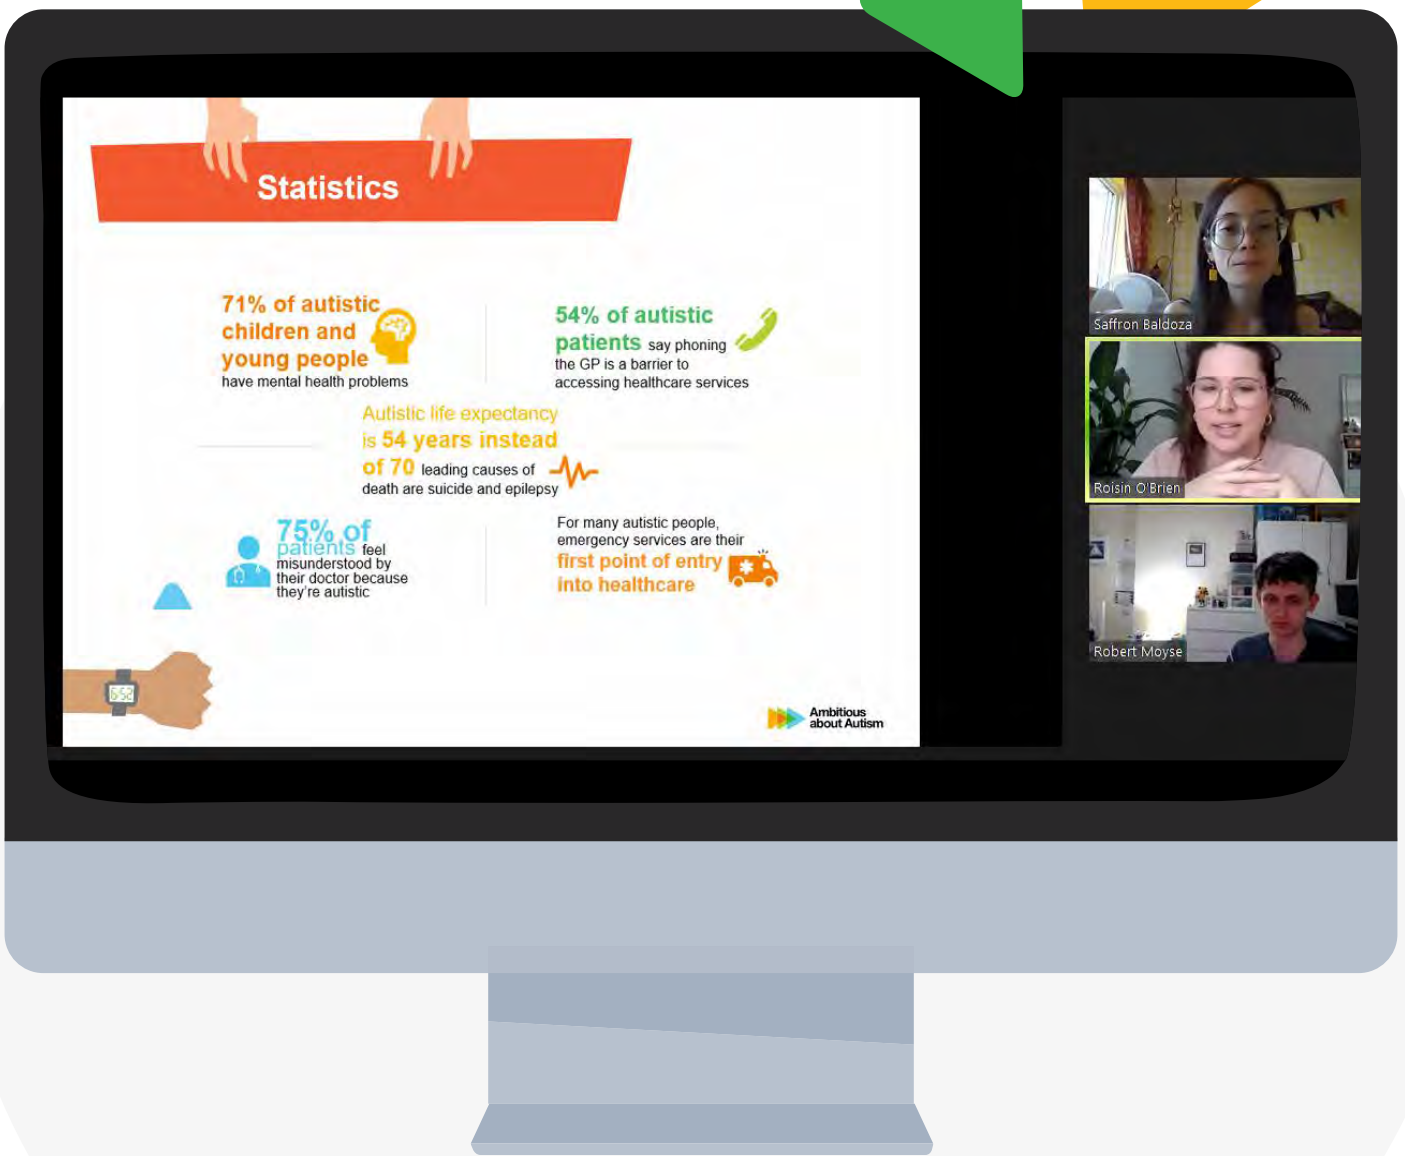 Statistics
71% of autistic
children and
young people
have mental health problems
54% of autistic
patients say phoning
the GP is a barrier to
accessing healthcare services
Autistic life expectancy
is 54 years instead
of 70 leading causes of
death are suicide and epilepsy
75% of
patients feel
misunderstood by
their doctor because
they're autistic
For many autistic people,
emergency services are their
first point of entry
into healthcare
6:52
Ambitious
about Autism
Saffron Baldoza
Roisin O'Brien
Robert Moyse